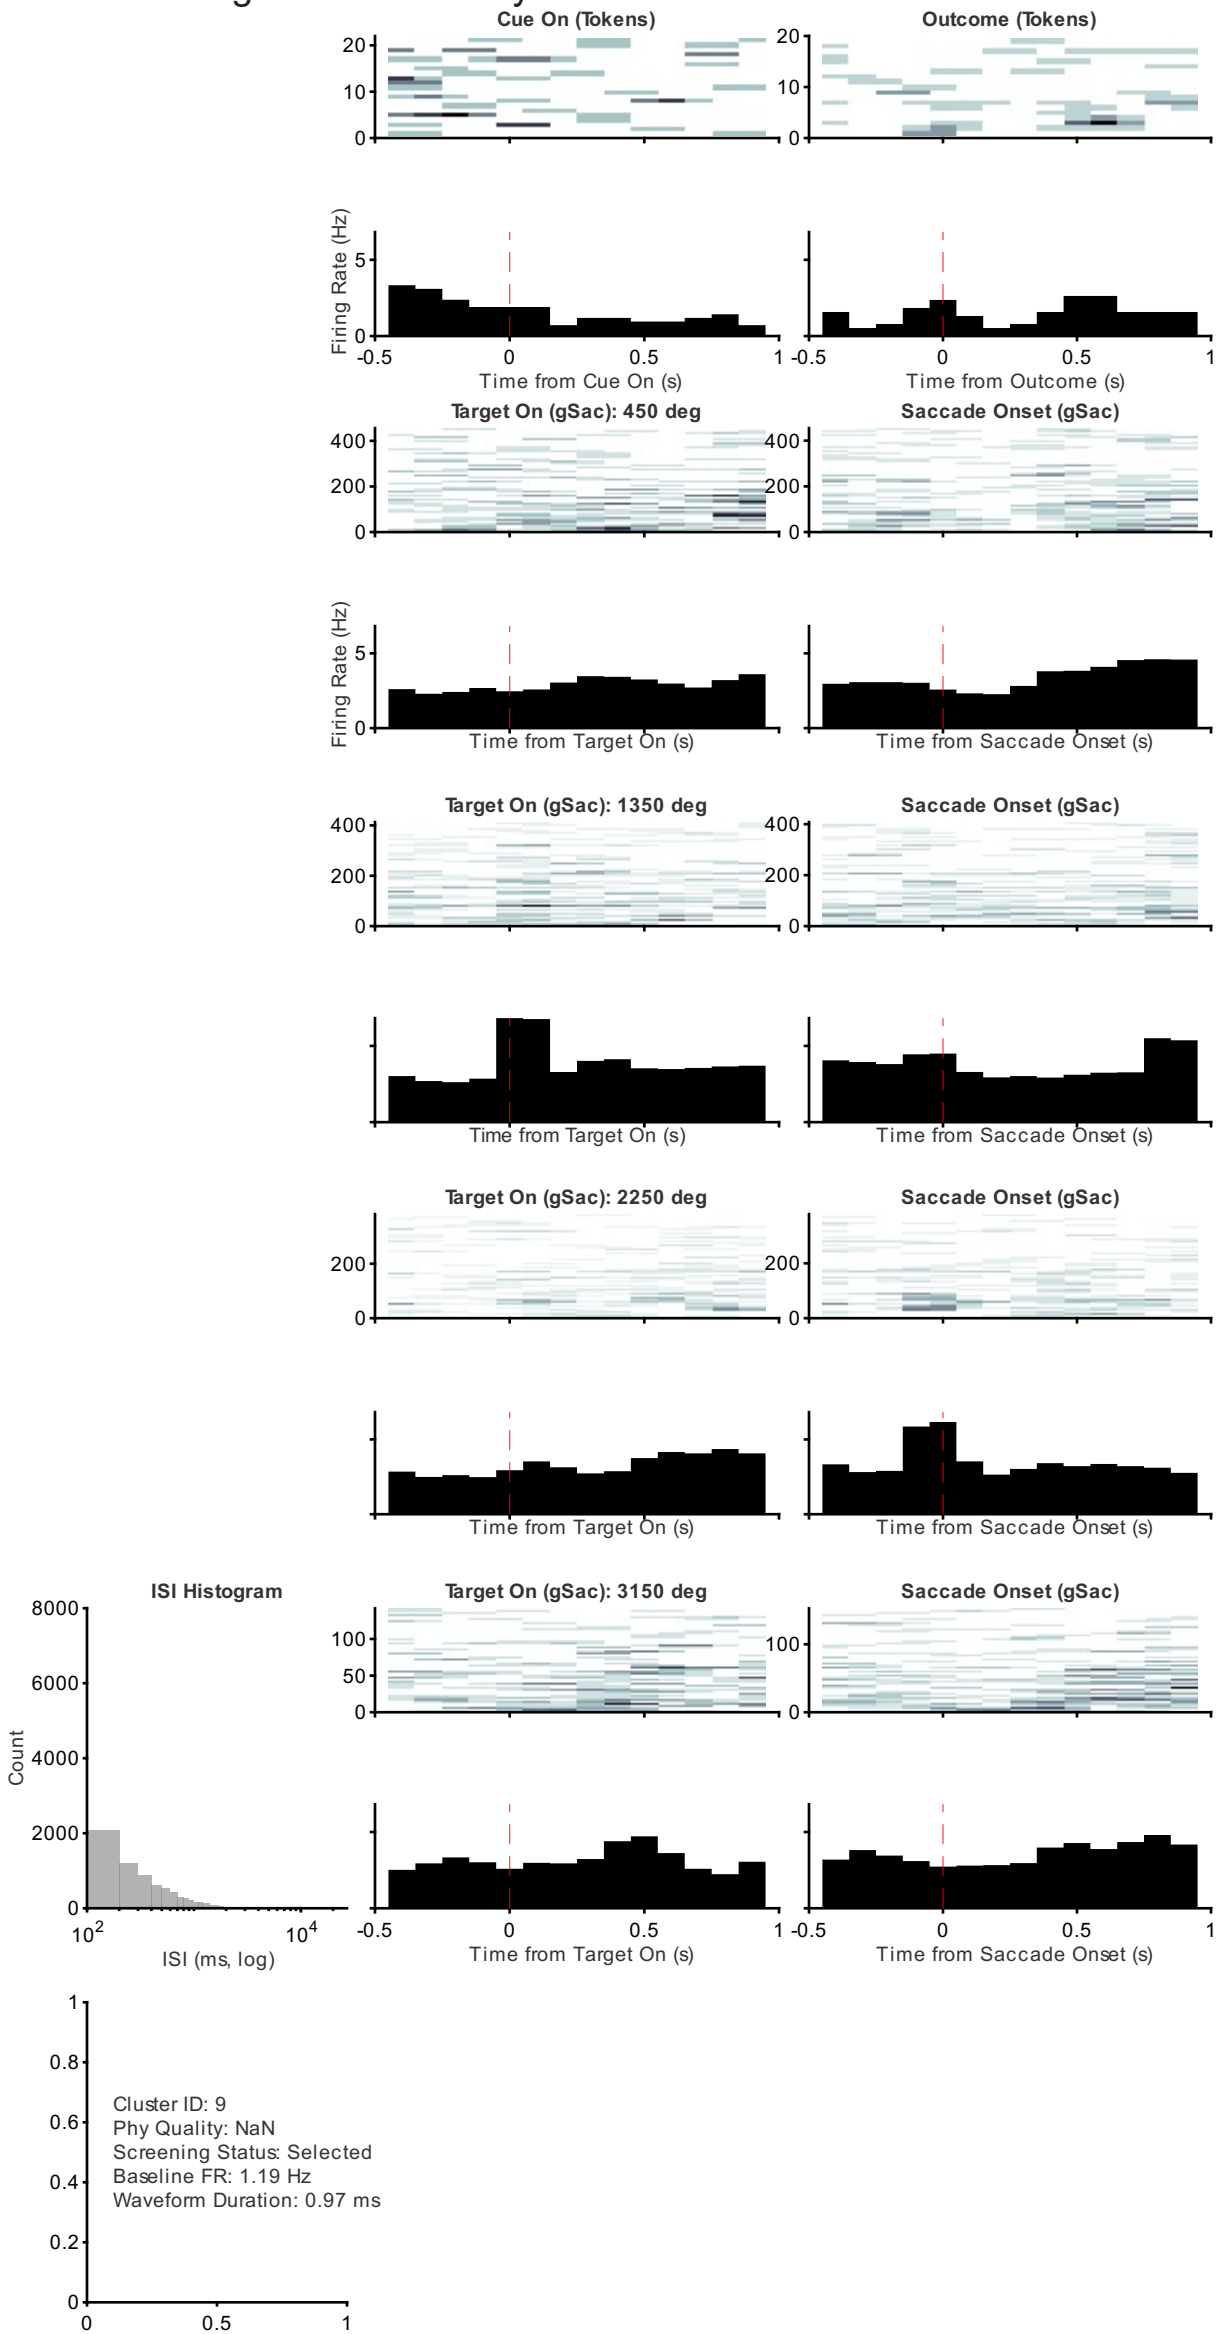 Cue On (Tokens)
Outcome (Tokens)
20
10
0
20
10
0
Firing Rate (Hz)
5
0
-0.5 0 0.5 1
-0.5 0 0.5 1
Time from Cue On (s)
Time from Outcome (s)
Target On (gSac): 450 deg
Saccade Onset (gSac)
400
200
0
400
200
0
Firing Rate (Hz)
5
0
Time from Target On (s)
Time from Saccade Onset (s)
Target On (gSac): 1350 deg
Saccade Onset (gSac)
400
200
0
400
200
0
Time from Target On (s)
Time from Saccade Onset (s)
Target On (gSac): 2250 deg
Saccade Onset (gSac)
200
0
200
0
Time from Target On (s)
Time from Saccade Onset (s)
ISI Histogram
Target On (gSac): 3150 deg
Saccade Onset (gSac)
8000
6000
4000
2000
0
Count
10² 10⁴
ISI (ms, log)
100
50
0
100
0
-0.5 0 0.5 1
-0.5 0 0.5 1
Time from Target On (s)
Time from Saccade Onset (s)
1
0.8
0.6
0.4
0.2
0
Cluster ID: 9
Phy Quality: NaN
Screening Status: Selected
Baseline FR: 1.19 Hz
Waveform Duration: 0.97 ms
0 0.5 1